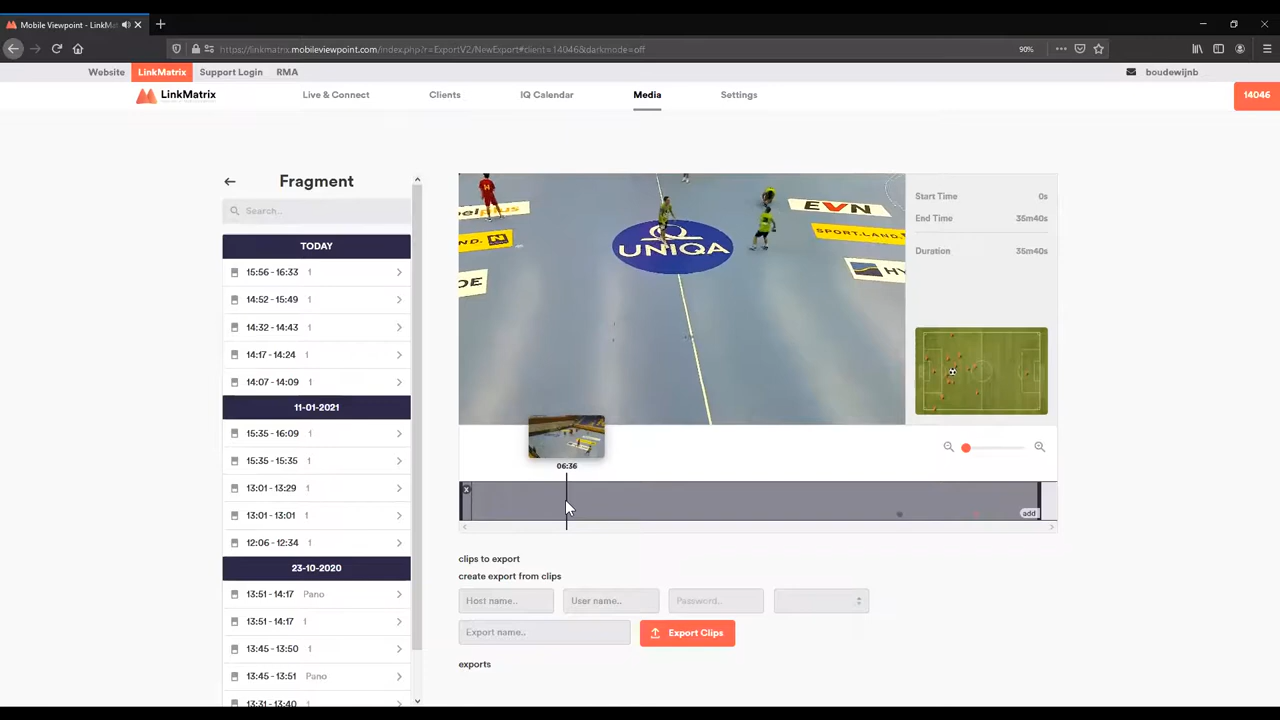 Mobile Viewpoint - LinkMa
https://linkmatrix.mobileviewpoint.com/index.php?r=ExportV2/NewExport#client=14046&darkmode=off
90%
Website LinkMatrix Support Login RMA boudewijnb
LinkMatrix Live & Connect Clients IQ Calendar Media Settings 14046
Fragment
Search...
TODAY
15:56 - 16:33 1
14:52 - 15:49 1
14:32 - 14:43 1
14:17 - 14:24 1
14:07 - 14:09 1
11-01-2021
15:35 - 16:09 1
15:35 - 15:35 1
13:01 - 13:29 1
13:01 - 13:01 1
12:06 - 12:34 1
23-10-2020
13:51 - 14:17 Pano
13:51 - 14:17 1
13:45 - 13:50 1
13:45 - 13:51 Pano
13:31 - 13:40 1
elplus
EVN
SPORT.LAND.
ND.
UNIQA
HY
DE
Start Time 0s
End Time 35m40s
Duration 35m40s
06:36
x
add
clips to export
create export from clips
Host name.. User name.. Password..
Export name.. Export Clips
exports